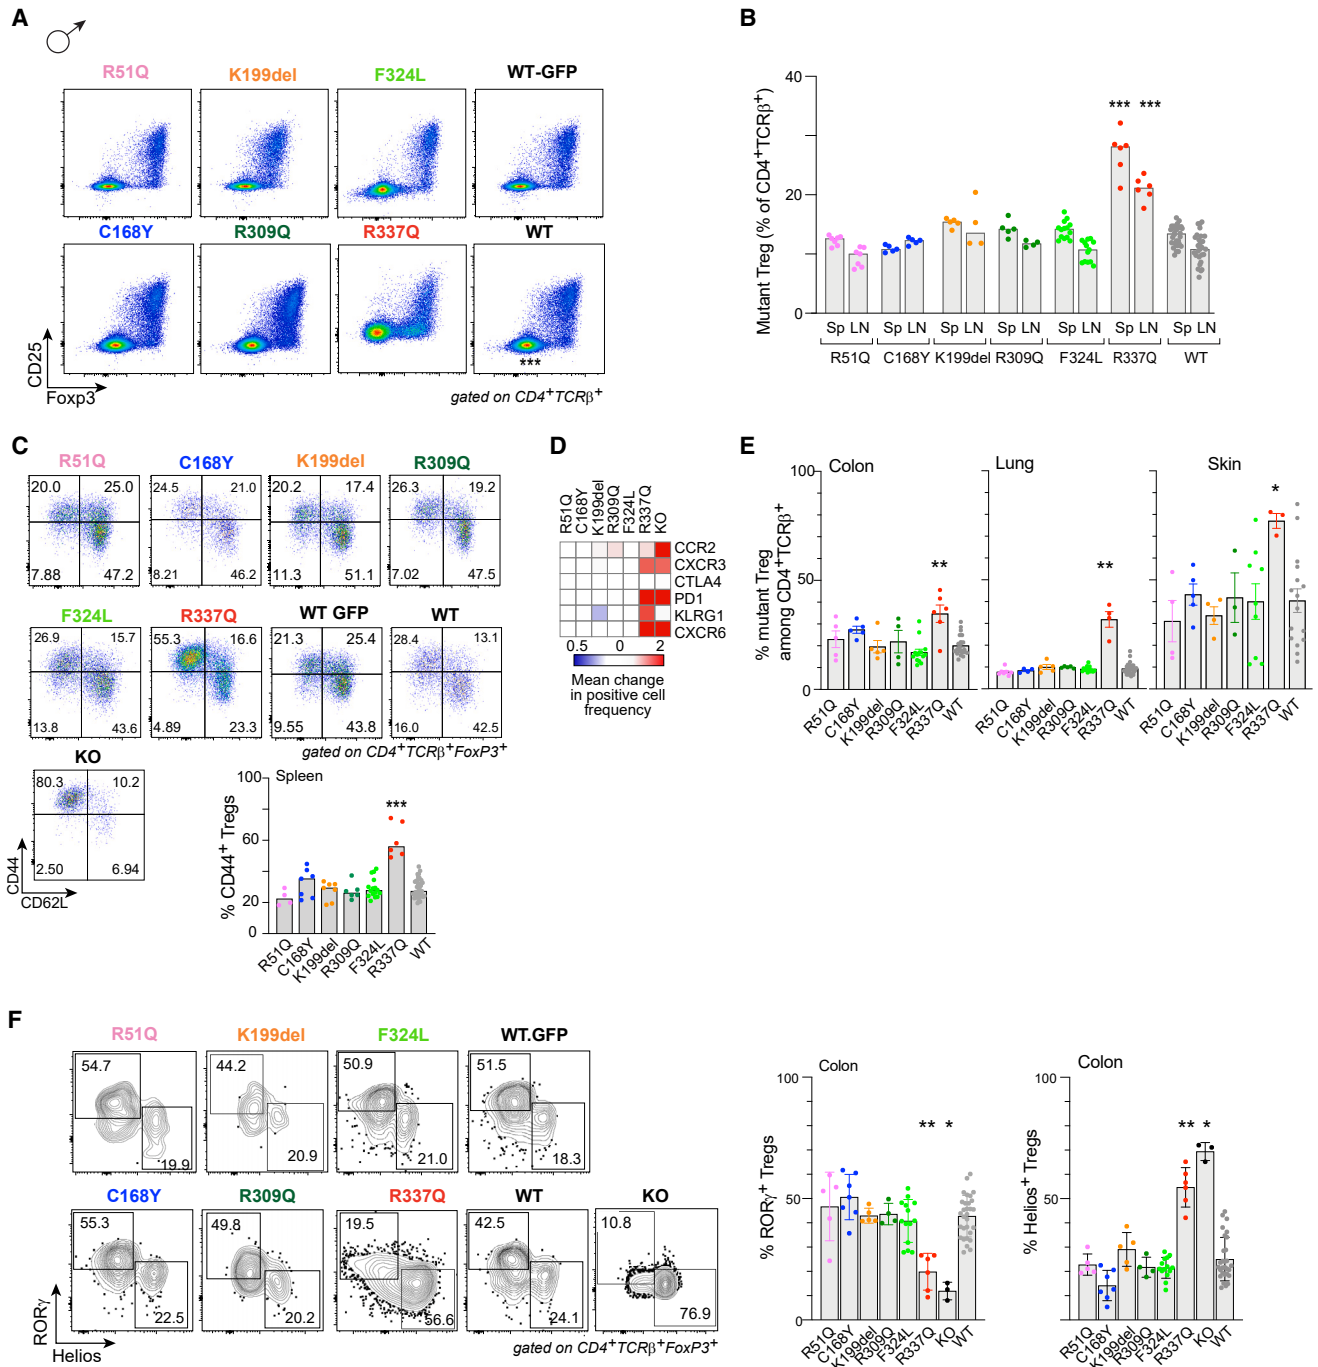 A
R51Q
K199del
F324L
WT-GFP
C168Y
R309Q
R337Q
WT
***
CD25
Foxp3
gated on CD4+TCRβ+
B
Mutant Treg (% of CD4+TCRβ+)
40
20
0
*** ***
Sp LN Sp LN Sp LN Sp LN Sp LN Sp LN Sp LN
R51Q C168Y K199del R309Q F324L R337Q WT
C
R51Q C168Y K199del R309Q
20.0 25.0 24.5 21.0 20.2 17.4 26.3 19.2
7.88 47.2 8.21 46.2 11.3 51.1 7.02 47.5
F324L R337Q WT GFP WT
26.9 15.7 55.3 16.6 21.3 25.4 28.4 13.1
13.8 43.6 4.89 23.3 9.55 43.8 16.0 42.5
gated on CD4+TCRβ+FoxP3+
KO
80.3 10.2
2.50 6.94
CD44
CD62L
Spleen
% CD44+ Tregs
100
60
20
0
***
R51Q C168Y K199del R309Q F324L R337Q WT
D
R51Q C168Y K199del R309Q F324L R337Q KO
CCR2
CXCR3
CTLA4
PD1
KLRG1
CXCR6
0.5 0 2
Mean change
in positive cell
frequency
E
% mutant Treg
among CD4+TCRβ+
100
50
0
Colon
**
R51Q C168Y K199del R309Q F324L R337Q WT
Lung
**
R51Q C168Y K199del R309Q F324L R337Q WT
Skin
*
R51Q C168Y K199del R309Q F324L R337Q WT
F
R51Q K199del F324L WT.GFP
54.7 44.2 50.9 51.5
19.9 20.9 21.0 18.3
C168Y R309Q R337Q WT KO
55.3 49.8 19.5 42.5 10.8
22.5 20.2 56.6 24.1 76.9
RORγ
Helios
gated on CD4+TCRβ+FoxP3+
Colon
% RORγ+ Tregs
100
50
0
** *
R51Q C168Y K199del R309Q F324L R337Q KO WT
Colon
% Helios+ Tregs
100
50
0
** *
R51Q C168Y K199del R309Q F324L R337Q KO WT